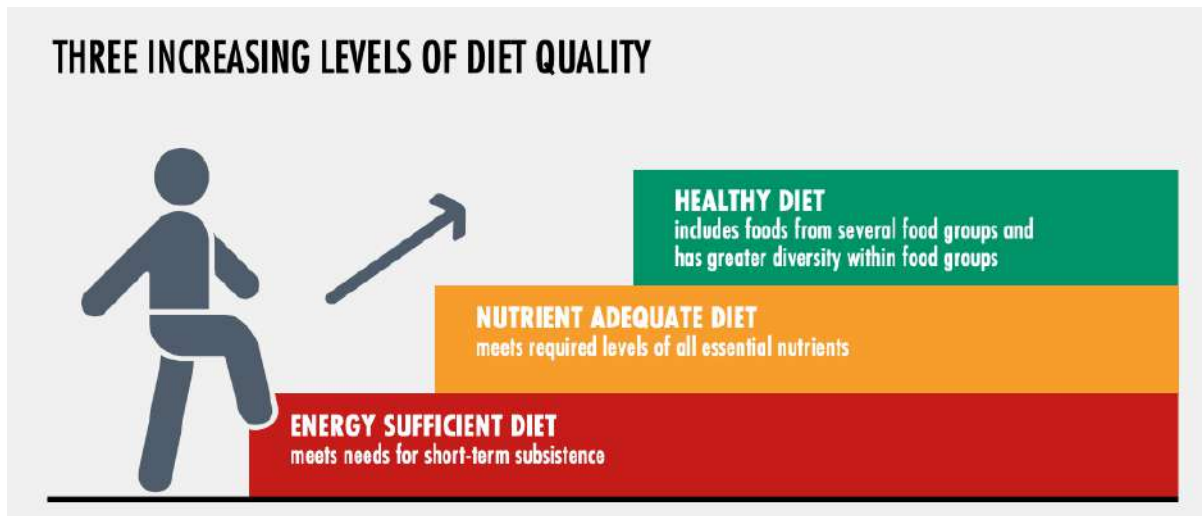 THREE INCREASING LEVELS OF DIET QUALITY
HEALTHY DIET
includes foods from several food groups and
has greater diversity within food groups
NUTRIENT ADEQUATE DIET
meets required levels of all essential nutrients
ENERGY SUFFICIENT DIET
meets needs for short-term subsistence